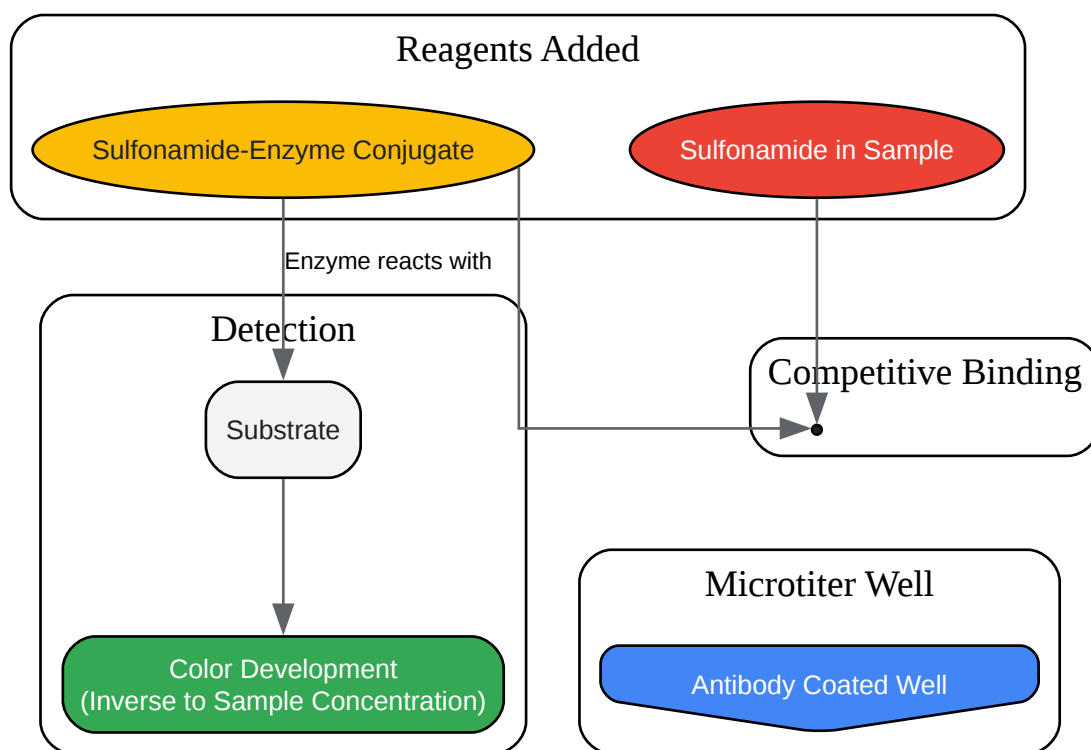 Reagents Added
Sulfonamide-Enzyme Conjugate
Sulfonamide in Sample
Enzyme reacts with
Detection
Competitive Binding
Substrate
Microtiter Well
Color Development
(Inverse to Sample Concentration)
Antibody Coated Well